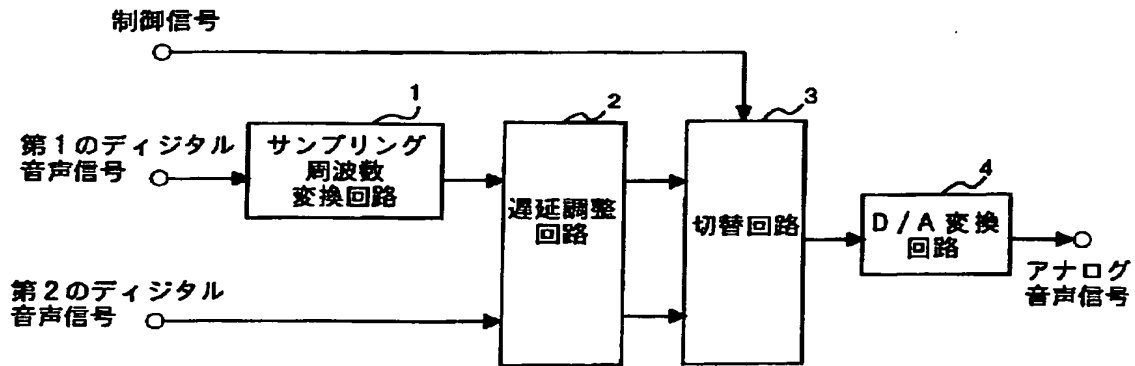 制御信号
1
2
3
第1のディジタル
音声信号
サンプリング
周波数
変換回路
遅延調整
回路
切替回路
4
D/A変換
回路
アナログ
音声信号
第2のディジタル
音声信号